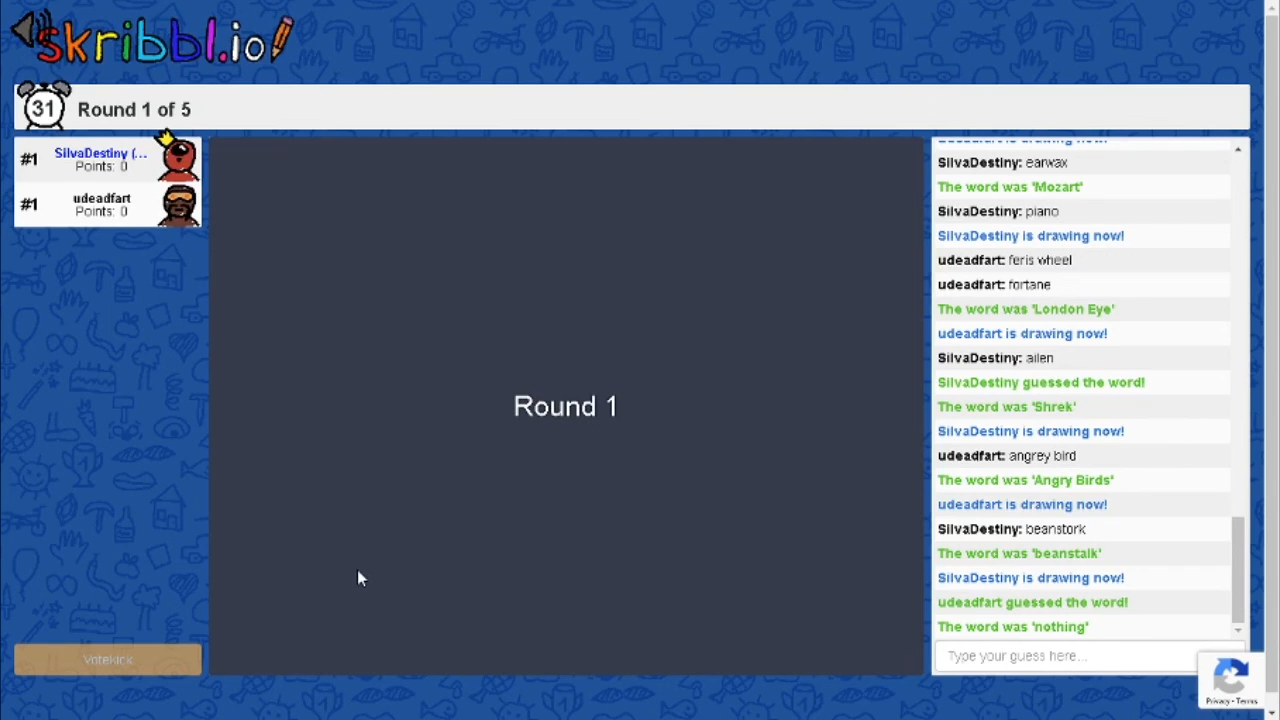 skribbl.io
31
Round 1 of 5
#1
SilvaDestiny (...
Points: 0
#1
udeadfart
Points: 0
Round 1
Votekick
SilvaDestiny: earwax
The word was 'Mozart'
SilvaDestiny: piano
SilvaDestiny is drawing now!
udeadfart: feris wheel
udeadfart: fortane
The word was 'London Eye'
udeadfart is drawing now!
SilvaDestiny: ailen
SilvaDestiny guessed the word!
The word was 'Shrek'
SilvaDestiny is drawing now!
udeadfart: angrey bird
The word was 'Angry Birds'
udeadfart is drawing now!
SilvaDestiny: beanstork
The word was 'beanstalk'
SilvaDestiny is drawing now!
udeadfart guessed the word!
The word was 'nothing'
Type your guess here...
Privacy - Terms